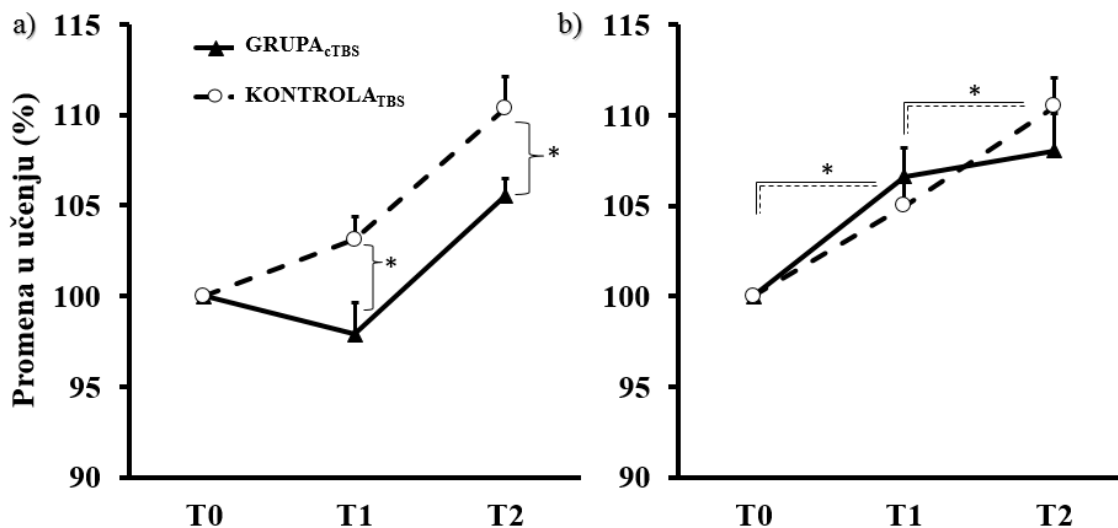 a)
GRUPAcTBS
KONTROLATBS
Promena u učenju (%)
115
110
105
100
95
90
*
*
T0 T1 T2
b)
115
110
105
100
95
90
*
*
T0 T1 T2